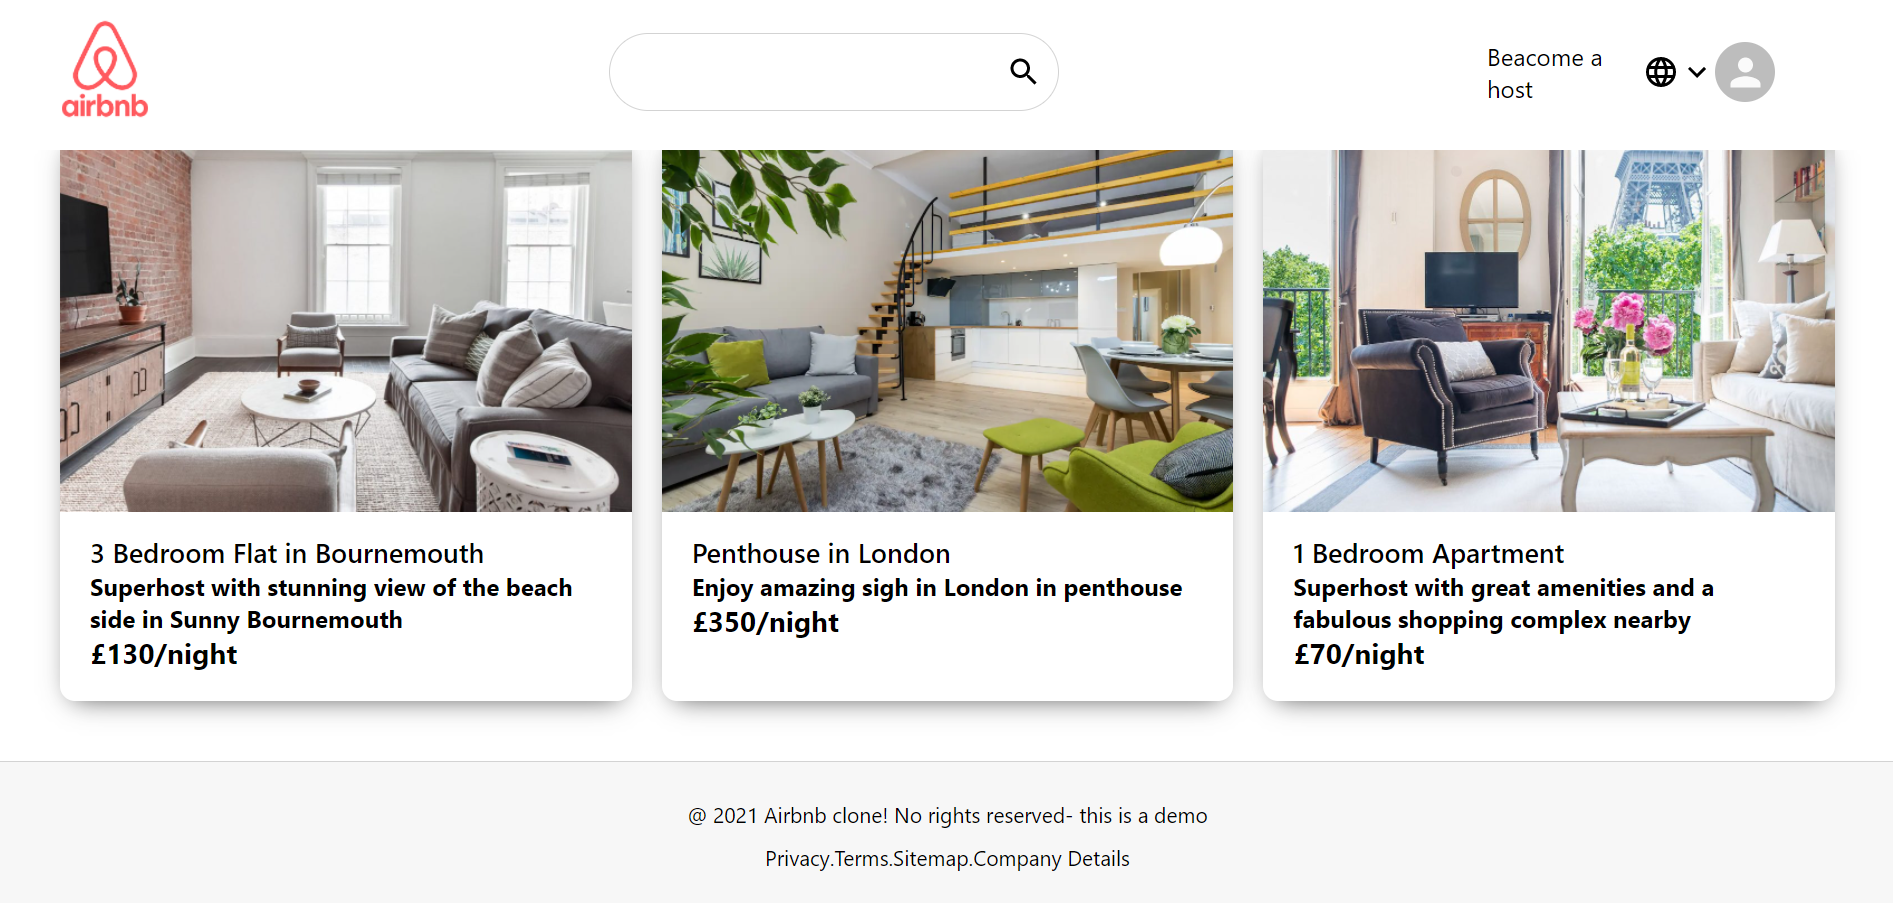 airbnb
Beacome a
host
3 Bedroom Flat in Bournemouth
Superhost with stunning view of the beach
side in Sunny Bournemouth
£130/night
Penthouse in London
Enjoy amazing sigh in London in penthouse
£350/night
1 Bedroom Apartment
Superhost with great amenities and a
fabulous shopping complex nearby
£70/night
@ 2021 Airbnb clone! No rights reserved- this is a demo
Privacy.Terms.Sitemap.Company Details